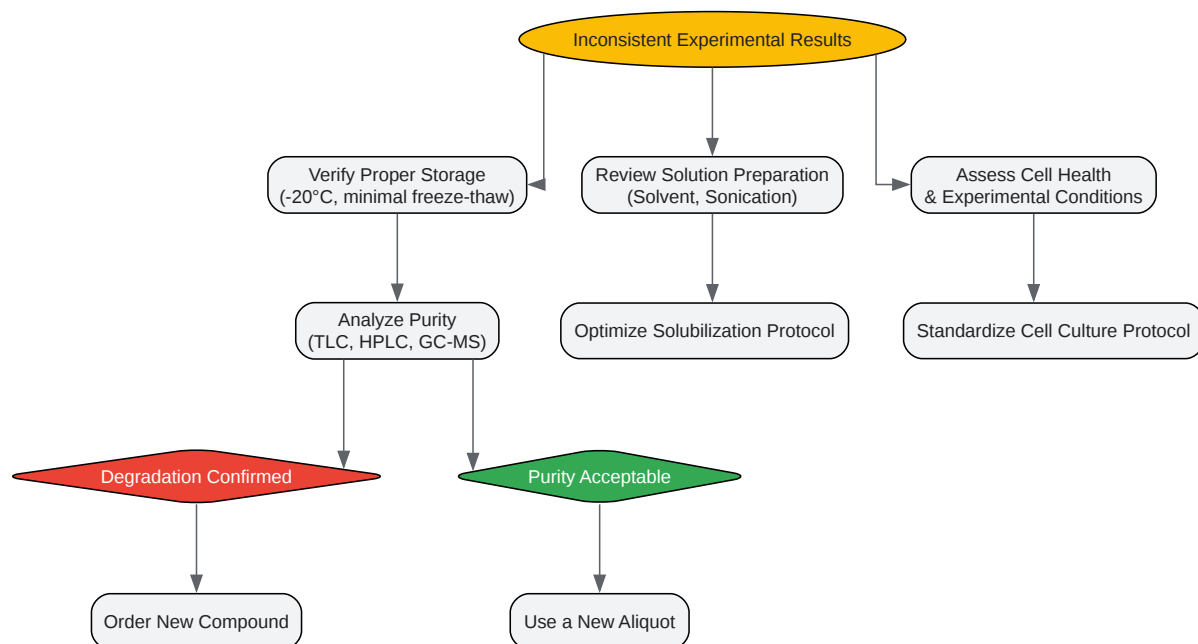 Inconsistent Experimental Results
Verify Proper Storage
(-20°C, minimal freeze-thaw)
Review Solution Preparation
(Solvent, Sonication)
Assess Cell Health
& Experimental Conditions
Analyze Purity
(TLC, HPLC, GC-MS)
Optimize Solubilization Protocol
Standardize Cell Culture Protocol
Degradation Confirmed
Purity Acceptable
Order New Compound
Use a New Aliquot